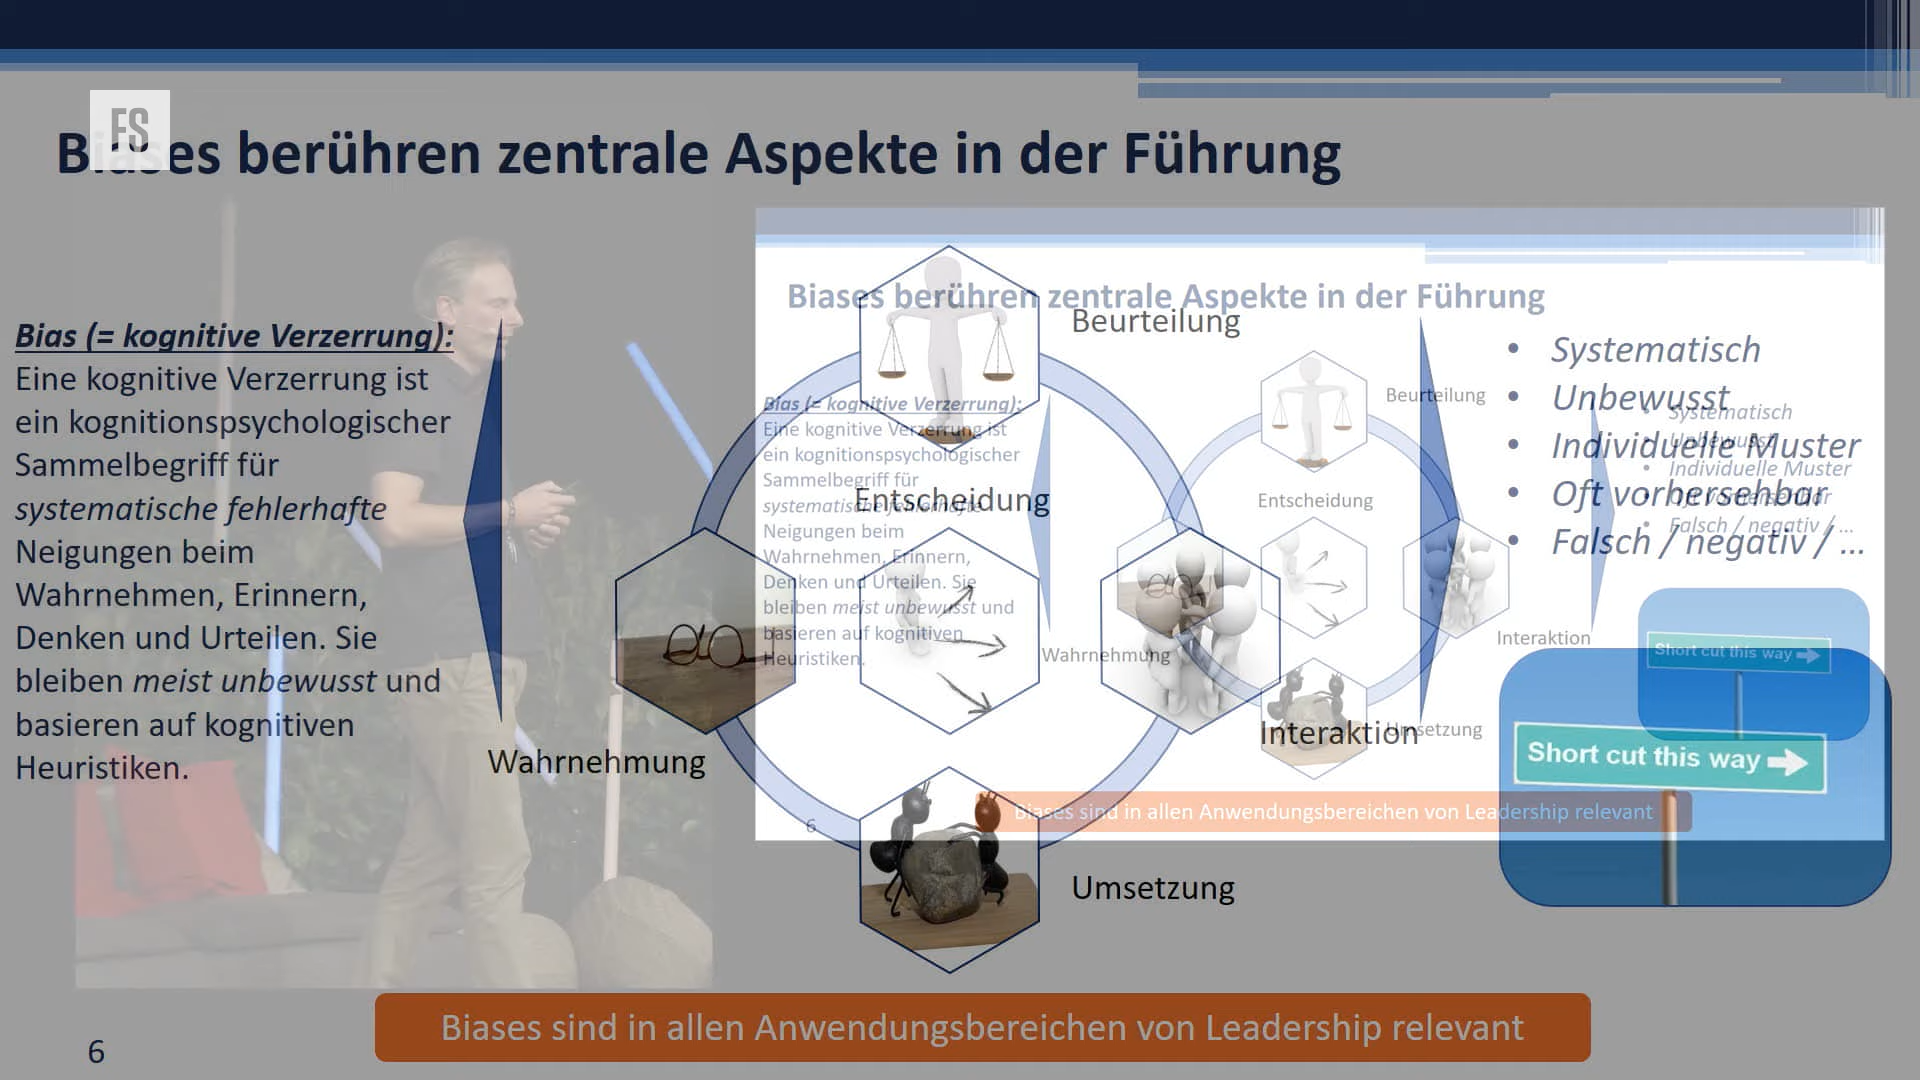 FS
Biases berühren zentrale Aspekte in der Führung
Bias (= kognitive Verzerrung):
Eine kognitive Verzerrung ist
ein kognitionspsychologischer
Sammelbegriff für
systematische fehlerhafte
Neigungen beim
Wahrnehmen, Erinnern,
Denken und Urteilen. Sie
bleiben meist unbewusst und
basieren auf kognitiven
Heuristiken.
Beurteilung
Entscheidung
Wahrnehmung
Interaktion
Umsetzung
• Systematisch
• Unbewusst
• Individuelle Muster
• Oft vorhersehbar
• Falsch / negativ / ...
Short cut this way
Biases sind in allen Anwendungsbereichen von Leadership relevant
6
Biases berühren zentrale Aspekte in der Führung
Bias (= kognitive Verzerrung):
Eine kognitive Verzerrung ist
ein kognitionspsychologischer
Sammelbegriff für
systematische fehlerhafte
Neigungen beim
Wahrnehmen, Erinnern,
Denken und Urteilen. Sie
bleiben meist unbewusst und
basieren auf kognitiven
Heuristiken.
Beurteilung
Entscheidung
Wahrnehmung
Interaktion
Umsetzung
• Systematisch
• Unbewusst
• Individuelle Muster
• Oft vorhersehbar
• Falsch / negativ / ...
Short cut this way
Biases sind in allen Anwendungsbereichen von Leadership relevant
6